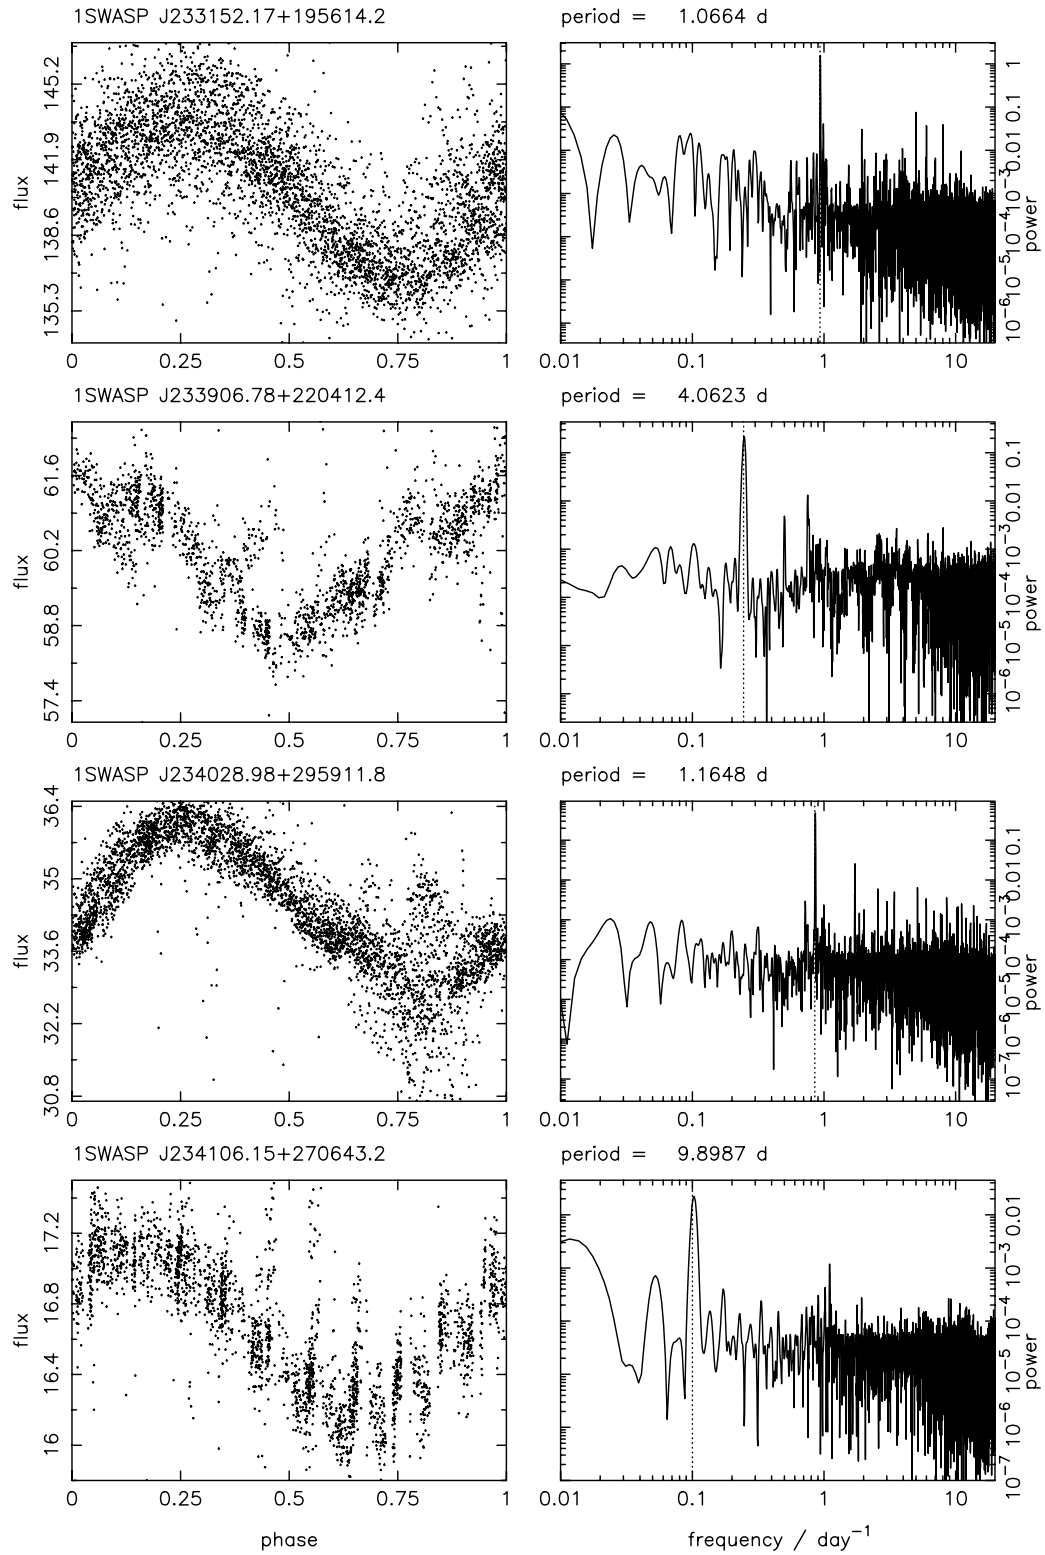 1SWASP J233152.17+195614.2
period = 1.0664 d
flux
145.2
141.9
138.6
135.3
0 0.25 0.5 0.75 1
power
1
0.1
0.01
10⁻³
10⁻⁴
10⁻⁵
10⁻⁶
0.01 0.1 1 10
1SWASP J233906.78+220412.4
period = 4.0623 d
flux
61.6
60.2
58.8
57.4
0 0.25 0.5 0.75 1
power
0.1
0.01
10⁻³
10⁻⁴
10⁻⁵
10⁻⁶
0.01 0.1 1 10
1SWASP J234028.98+295911.8
period = 1.1648 d
flux
36.4
35
33.6
32.2
30.8
0 0.25 0.5 0.75 1
power
0.1
0.01
10⁻³
10⁻⁴
10⁻⁵
10⁻⁶
10⁻⁷
0.01 0.1 1 10
1SWASP J234106.15+270643.2
period = 9.8987 d
flux
17.2
16.8
16.4
16
0 0.25 0.5 0.75 1
phase
power
0.01
10⁻³
10⁻⁴
10⁻⁵
10⁻⁶
10⁻⁷
0.01 0.1 1 10
frequency / day⁻¹